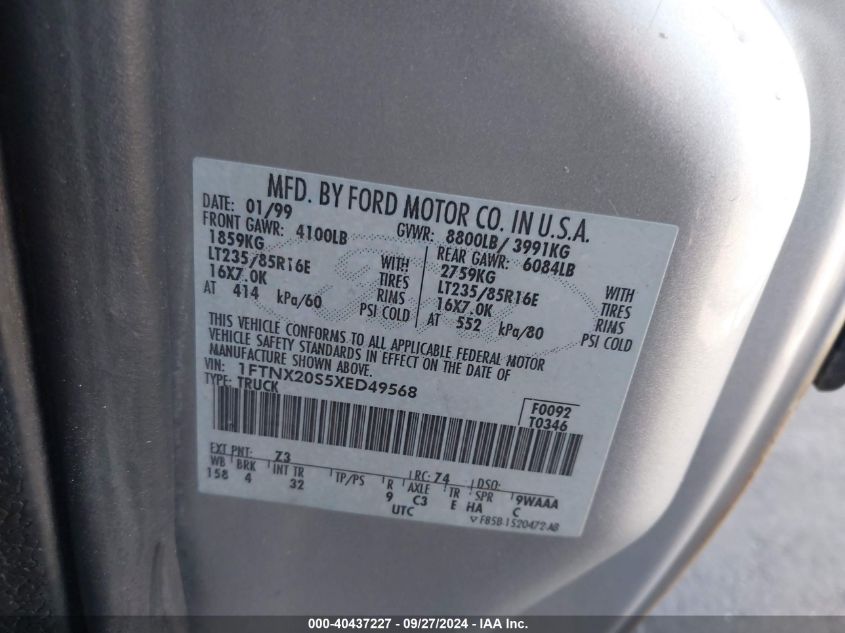 MFD. BY FORD MOTOR CO. IN U.S.A.
DATE: 01/99 GVWR: 8800LB/ 3991KG
FRONT GAWR: 4100LB REAR GAWR: 6084LB
1859KG 2759KG
LT235/85R16E WITH TIRES LT235/85R16E WITH TIRES
16X7.0K RIMS 16X7.0K RIMS
AT 414 kPa/60 PSI COLD AT 552 kPa/80 PSI COLD
THIS VEHICLE CONFORMS TO ALL APPLICABLE FEDERAL MOTOR
VEHICLE SAFETY STANDARDS IN EFFECT ON THE DATE OF
MANUFACTURE SHOWN ABOVE.
VIN: 1FTNX20S5XED49568
TYPE: TRUCK
F0092
T0346
EXT PNT: Z3 RC: 74 DSO:
WB BRK INT TR TP/PS R AXLE TR SPR 9WAAA
158 4 32 9 C3 E HA C
UTC
F85B-1520472-AB
000-40437227 - 09/27/2024 - IAA Inc.